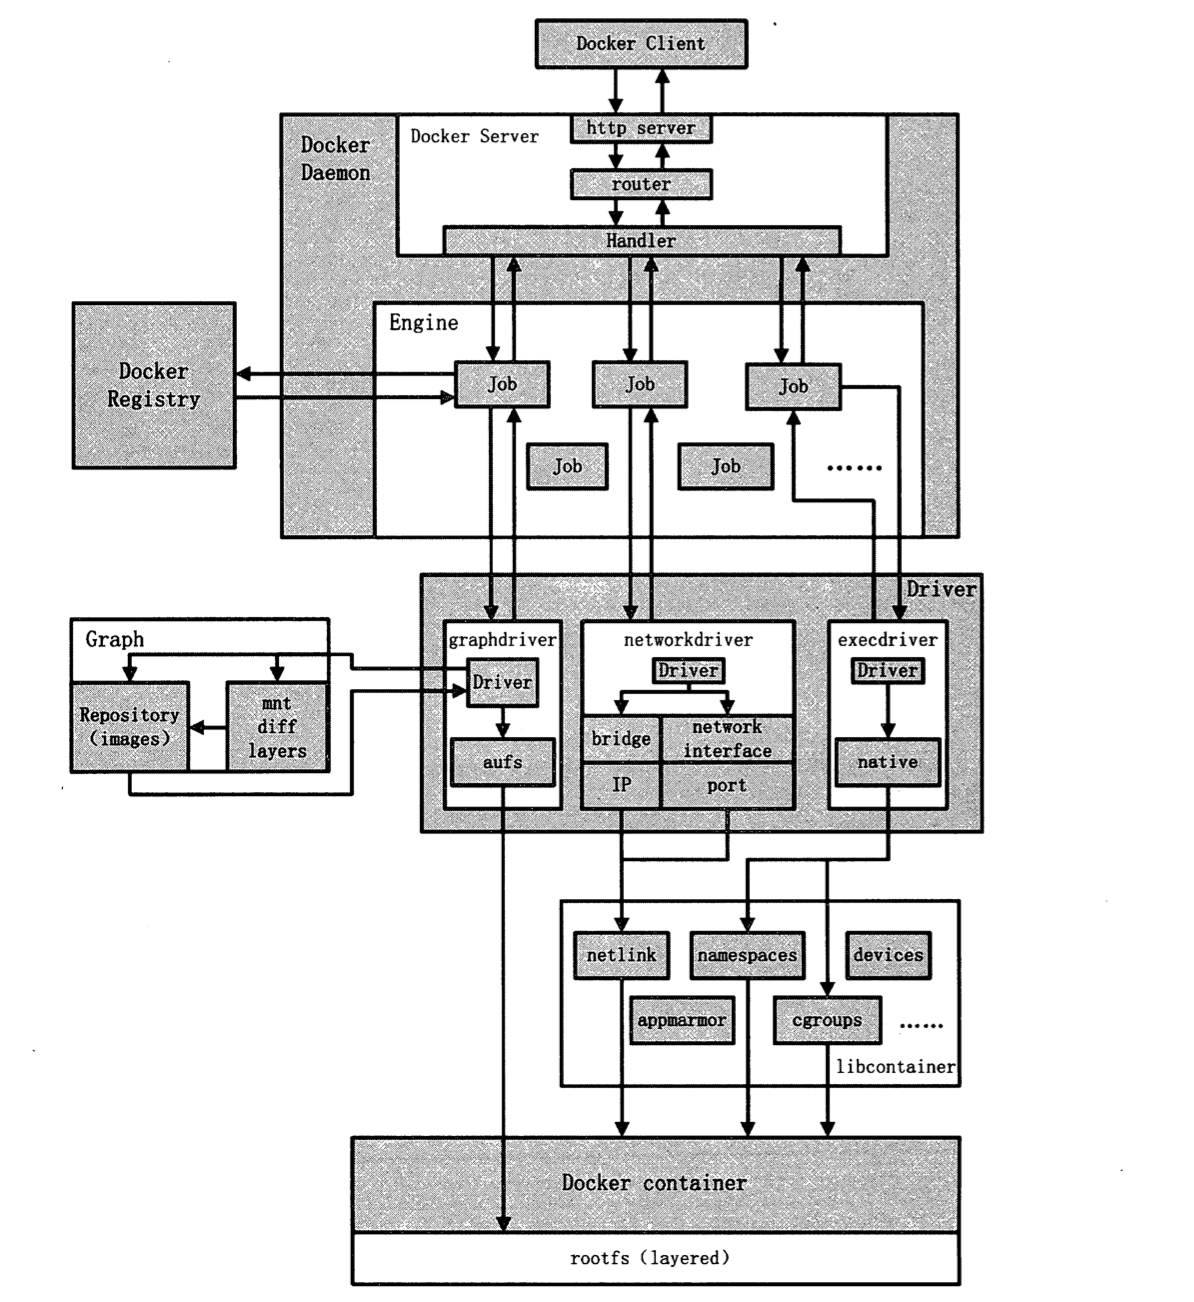 Docker Client
Docker
Daemon
Docker Server
http server
router
Handler
Engine
Docker
Registry
Job
Job
Job
Job
Job
......
Driver
Graph
Repository
(images)
mnt
diff
layers
graphdriver
Driver
aufs
networkdriver
Driver
bridge
network
interface
IP
port
execdriver
Driver
native
netlink
namespaces
devices
appmarmor
cgroups
......
libcontainer
Docker container
rootfs (layered)